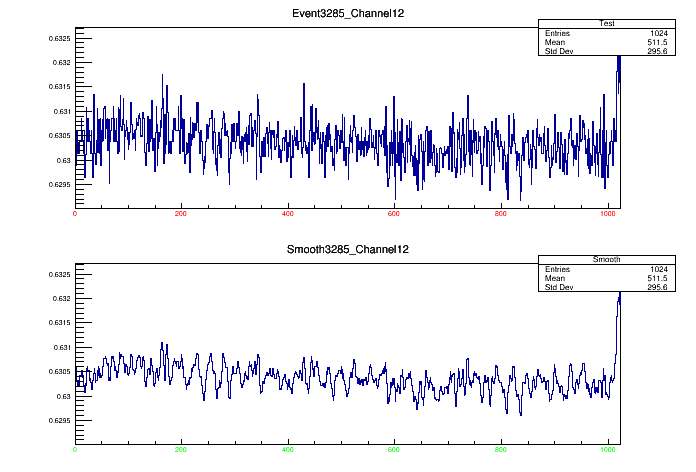 Event3285_Channel12
Test
Entries 1024
Mean 511.5
Std Dev 295.6
0.6325
0.632
0.6315
0.631
0.6305
0.63
0.6295
0 200 400 600 800 1000
Smooth3285_Channel12
Smooth
Entries 1024
Mean 511.5
Std Dev 295.6
0.6325
0.632
0.6315
0.631
0.6305
0.63
0.6295
0 200 400 600 800 1000